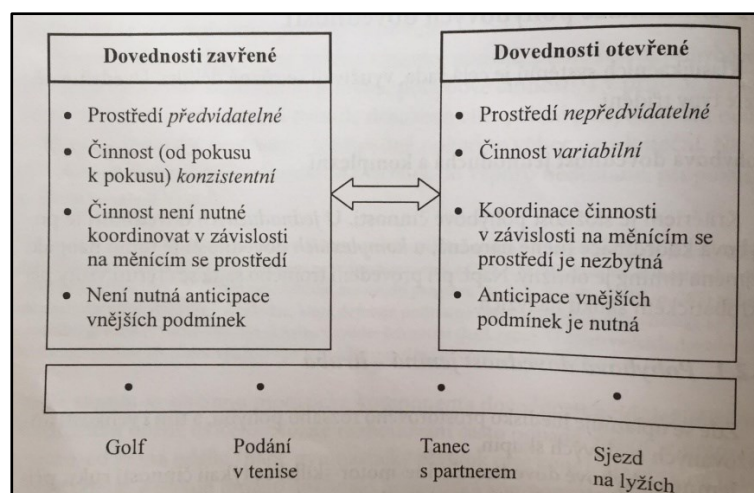 Dovednosti zavřené
• Prostředí předvídatelné
• Činnost (od pokusu
k pokusu) konzistentní
• Činnost není nutné
koordinovat v závislosti
na měnícím se prostředí
• Není nutná anticipace
vnějších podmínek
Dovednosti otevřené
• Prostředí nepředvídatelné
• Činnost variabilní
• Koordinace činnosti
v závislosti na měnícím se
prostředí je nezbytná
• Anticipace vnějších
podmínek je nutná
Golf
Podání
v tenise
Tanec
s partnerem
Sjezd
na lyžích